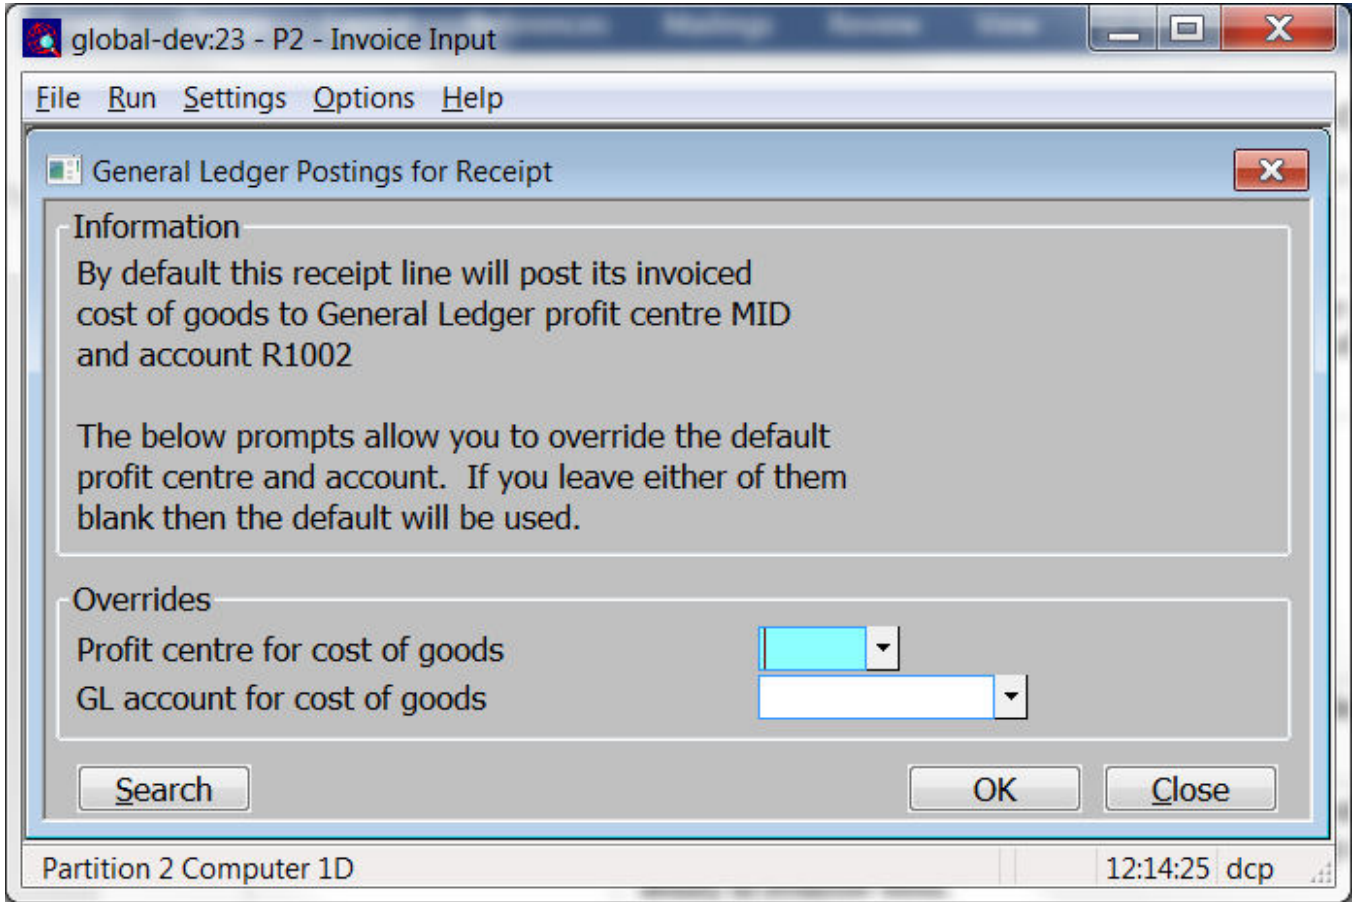 global-dev:23 - P2 - Invoice Input
Mailings Review View
File Run Settings Options Help
General Ledger Postings for Receipt
Information
By default this receipt line will post its invoiced
cost of goods to General Ledger profit centre MID
and account R1002
The below prompts allow you to override the default
profit centre and account.  If you leave either of them
blank then the default will be used.
Overrides
Profit centre for cost of goods
GL account for cost of goods
Search OK Close
Partition 2 Computer 1D 12:14:25 dcp